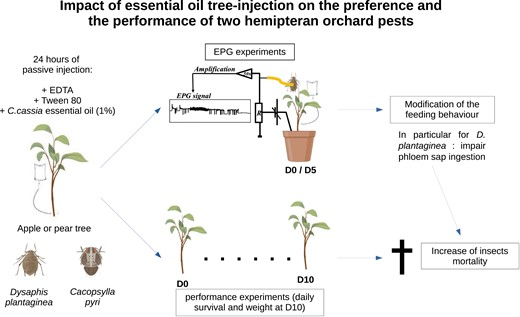 Impact of essential oil tree-injection on the preference and
the performance of two hemipteran orchard pests
24 hours of
passive injection:
+ EDTA
+ Tween 80
+ C.cassia essential oil (1%)
Apple or pear tree
Dysaphis
plantaginea
Cacopsylla
pyri
EPG experiments
Amplification
EPG signal
R
D0 / D5
Modification of the
feeding behaviour
In particular for D.
plantaginea : impair
phloem sap ingestion
D0
D10
performance experiments (daily
survival and weight at D10)
Increase of insects
mortality